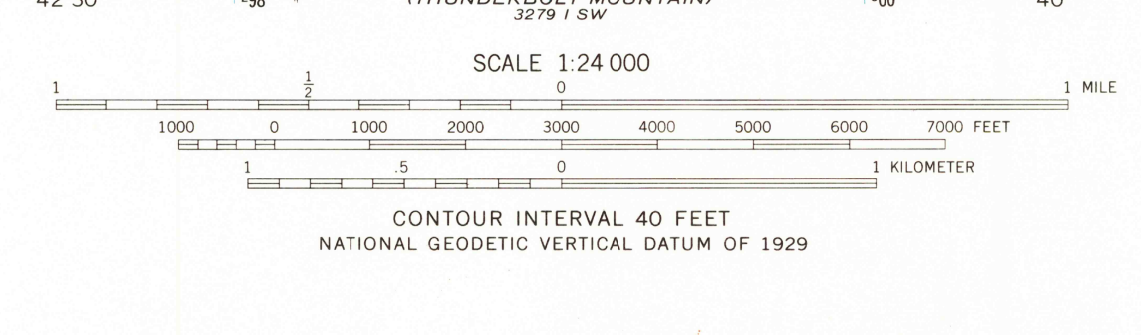 3279 I SW
SCALE 1:24 000
1 1/2 0 1 MILE
1000 0 1000 2000 3000 4000 5000 6000 7000 FEET
1 .5 0 1 KILOMETER
CONTOUR INTERVAL 40 FEET
NATIONAL GEODETIC VERTICAL DATUM OF 1929